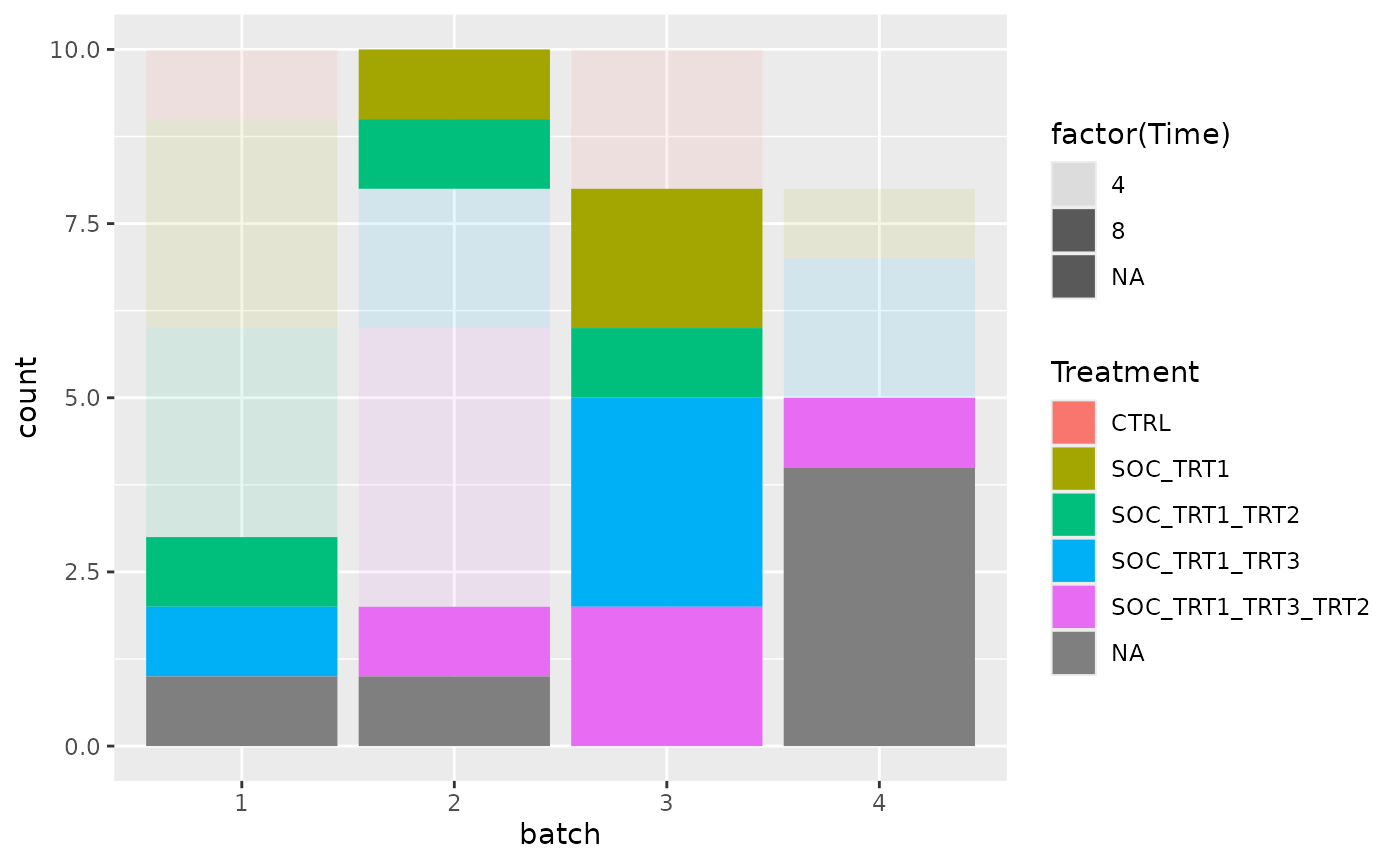 10.0
7.5
5.0
2.5
0.0
count
1 2 3 4
batch
factor(Time)
4
8
NA
Treatment
CTRL
SOC_TRT1
SOC_TRT1_TRT2
SOC_TRT1_TRT3
SOC_TRT1_TRT3_TRT2
NA